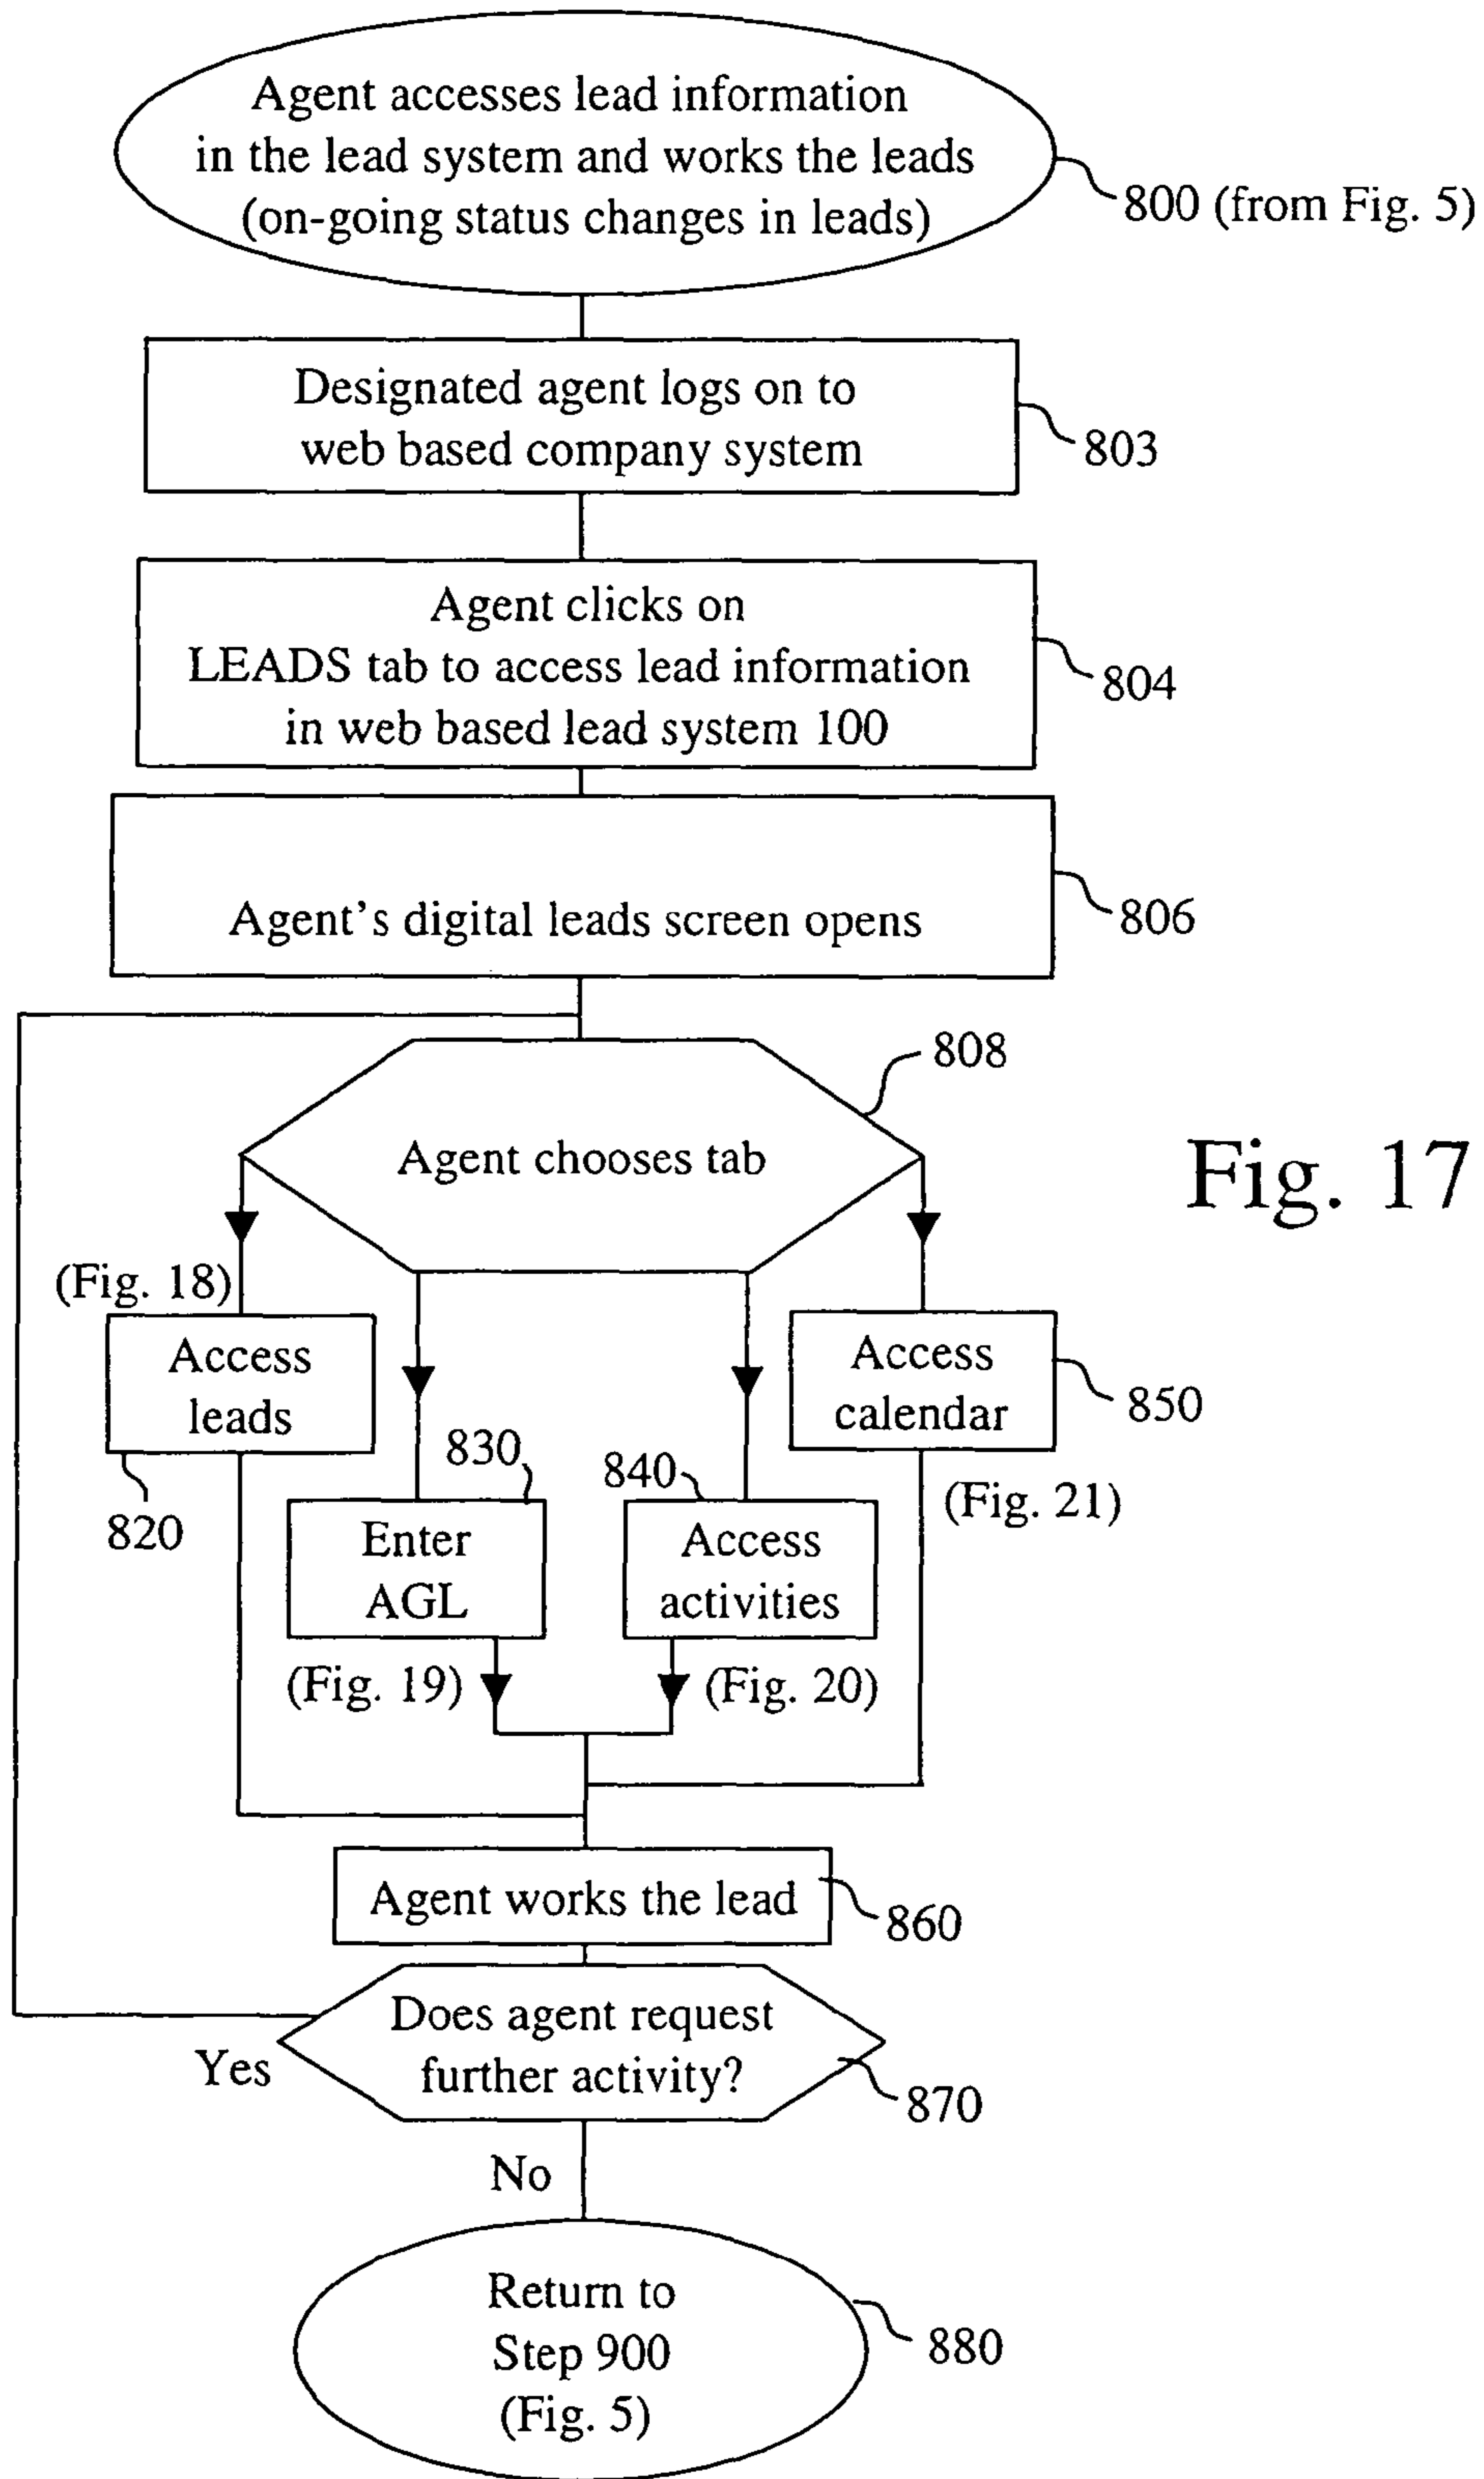 Agent accesses lead information
in the lead system and works the leads
(on-going status changes in leads)
800 (from Fig. 5)
Designated agent logs on to
web based company system
803
Agent clicks on
LEADS tab to access lead information
in web based lead system 100
804
Agent's digital leads screen opens
806
808
Agent chooses tab
Fig. 17
(Fig. 18)
Access
leads
820
Access
calendar
850
(Fig. 21)
830
Enter
AGL
(Fig. 19)
840
Access
activities
(Fig. 20)
Agent works the lead
860
Does agent request
further activity?
870
Yes
No
Return to
Step 900
(Fig. 5)
880